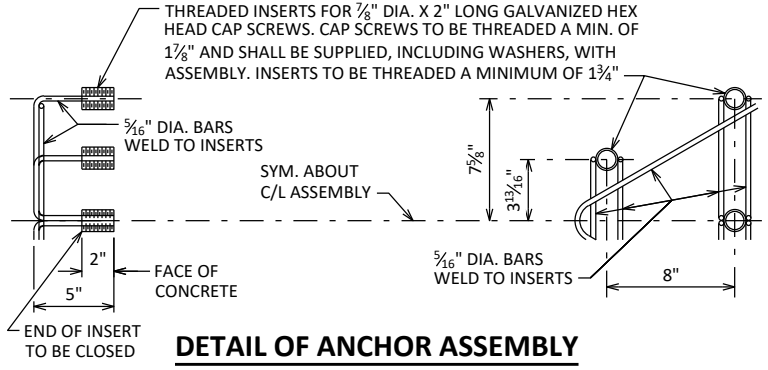 THREADED INSERTS FOR ⅞" DIA. X 2" LONG GALVANIZED HEX
HEAD CAP SCREWS. CAP SCREWS TO BE THREADED A MIN. OF
1⅞" AND SHALL BE SUPPLIED, INCLUDING WASHERS, WITH
ASSEMBLY. INSERTS TO BE THREADED A MINIMUM OF 1¾"
5⁄16" DIA. BARS
WELD TO INSERTS
7⅝"
3 13⁄16"
SYM. ABOUT
C/L ASSEMBLY
5⁄16" DIA. BARS
WELD TO INSERTS
8"
2"
5"
FACE OF
CONCRETE
END OF INSERT
TO BE CLOSED
DETAIL OF ANCHOR ASSEMBLY